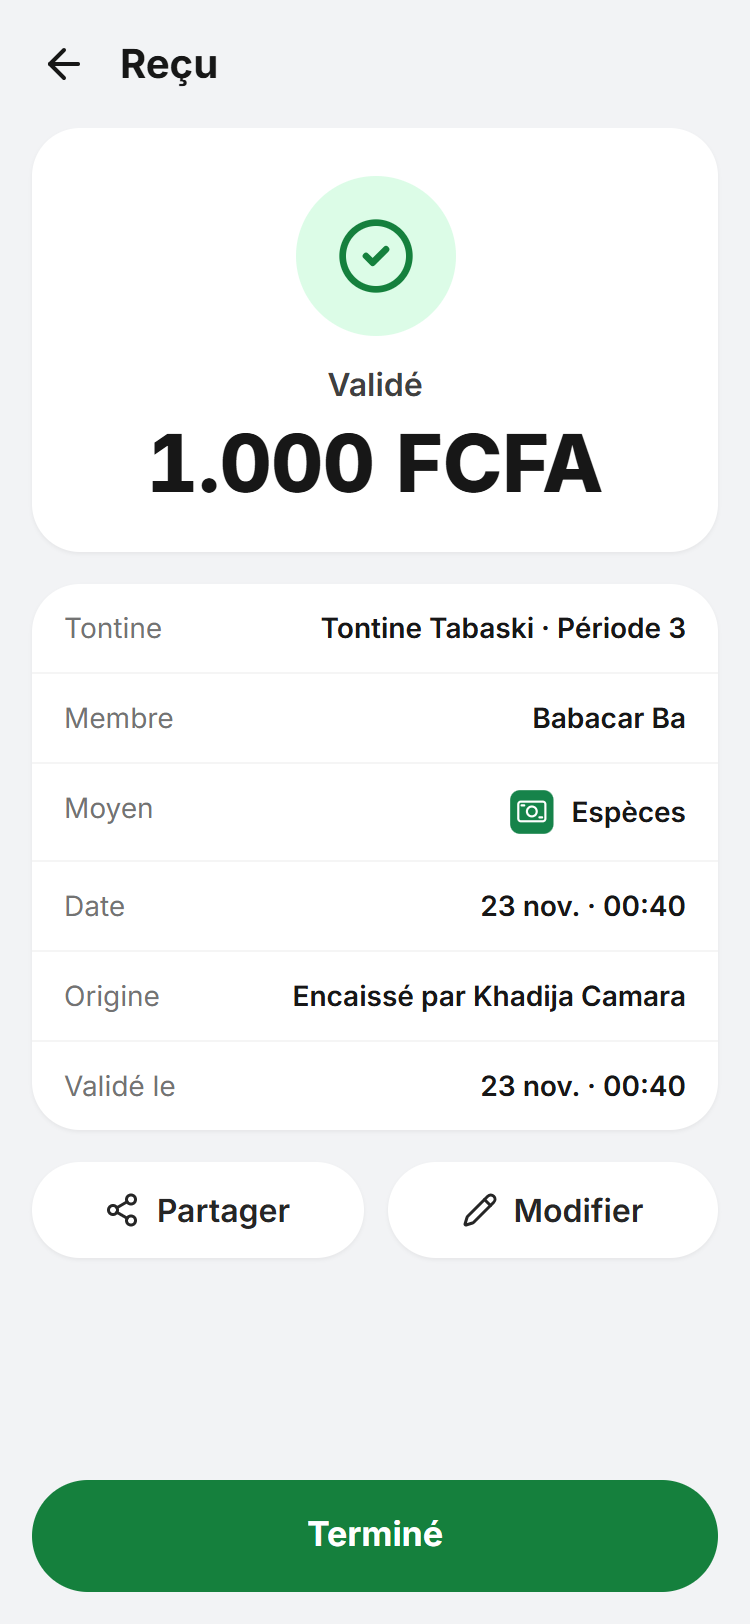 Reçu
Validé
1.000 FCFA
Tontine Tontine Tabaski · Période 3
Membre Babacar Ba
Moyen Espèces
Date 23 nov. · 00:40
Origine Encaissé par Khadija Camara
Validé le 23 nov. · 00:40
Partager Modifier
Terminé